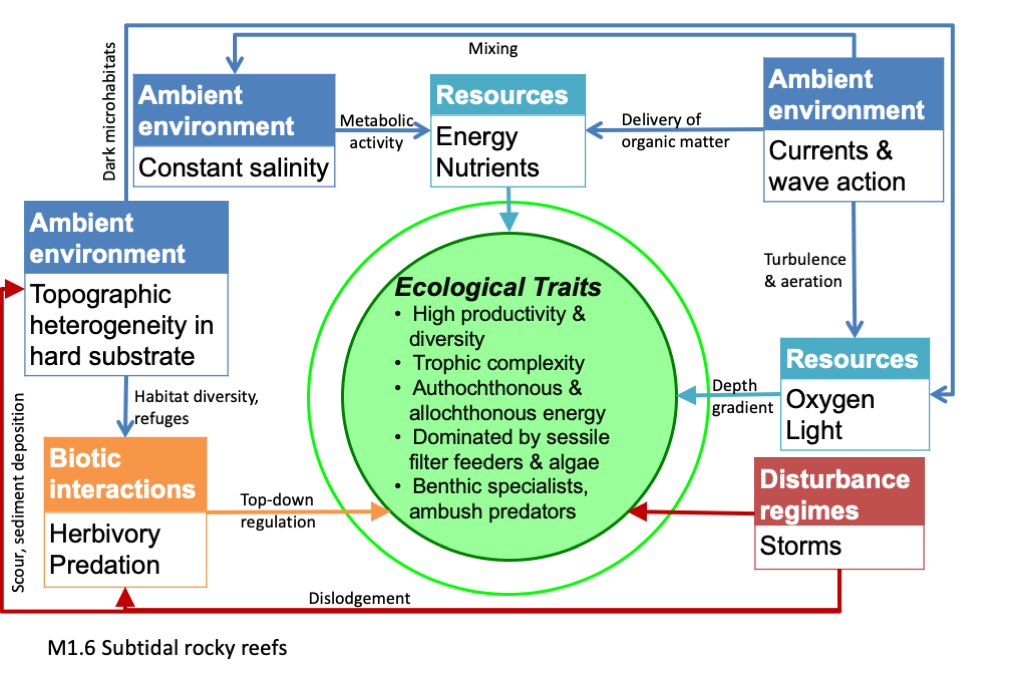 Mixing
Dark microhabitats
Ambient
environment
Constant salinity
Metabolic
activity
Resources
Energy
Nutrients
Delivery of
organic matter
Ambient
environment
Currents &
wave action
Ambient
environment
Topographic
heterogeneity in
hard substrate
Turbulence
& aeration
Ecological Traits
• High productivity &
diversity
• Trophic complexity
• Authochthonous &
allochthonous energy
• Dominated by sessile
filter feeders & algae
• Benthic specialists,
ambush predators
Resources
Oxygen
Light
Depth
gradient
Habitat diversity,
refuges
Scour, sediment deposition
Biotic
interactions
Herbivory
Predation
Top-down
regulation
Disturbance
regimes
Storms
Dislodgement
M1.6 Subtidal rocky reefs